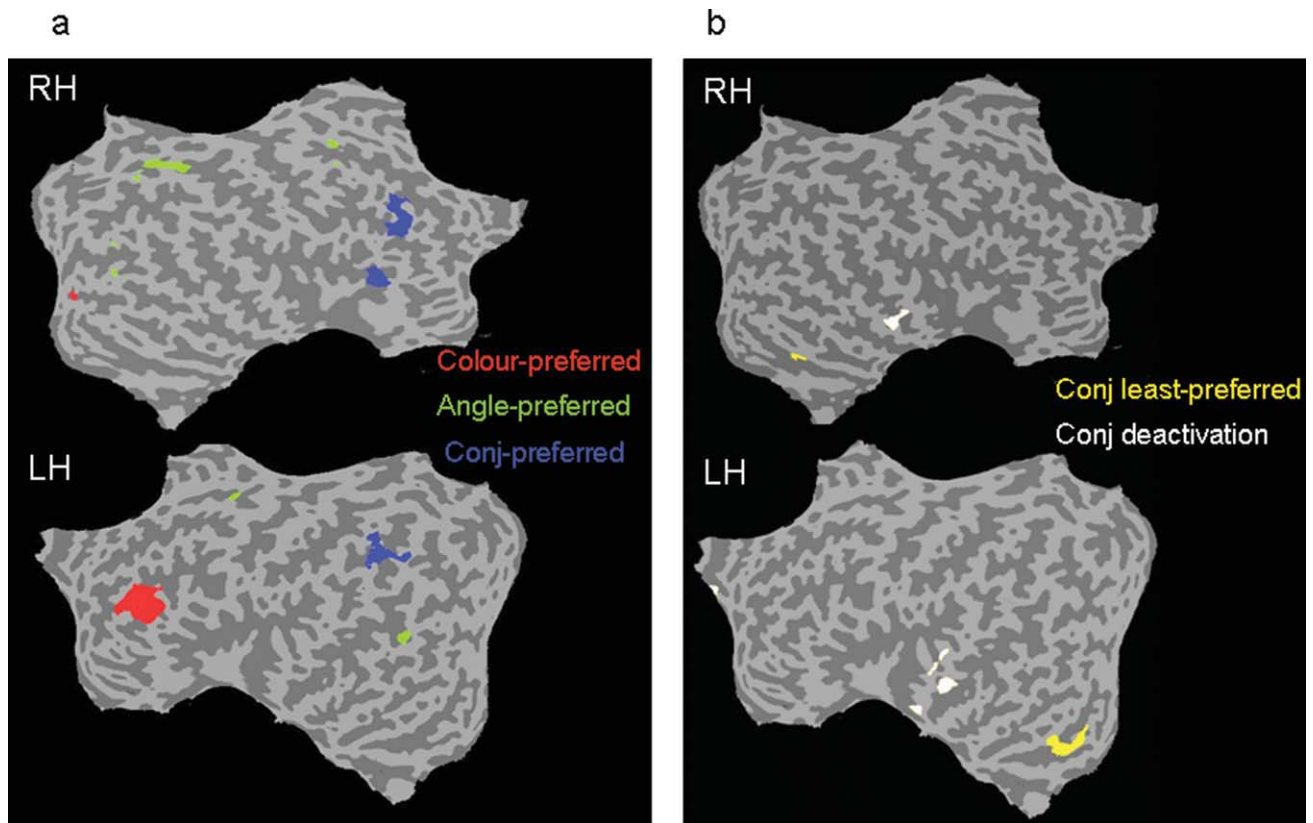 a
b
RH
RH
Colour-preferred
Angle-preferred
Conj-preferred
Conj least-preferred
Conj deactivation
LH
LH